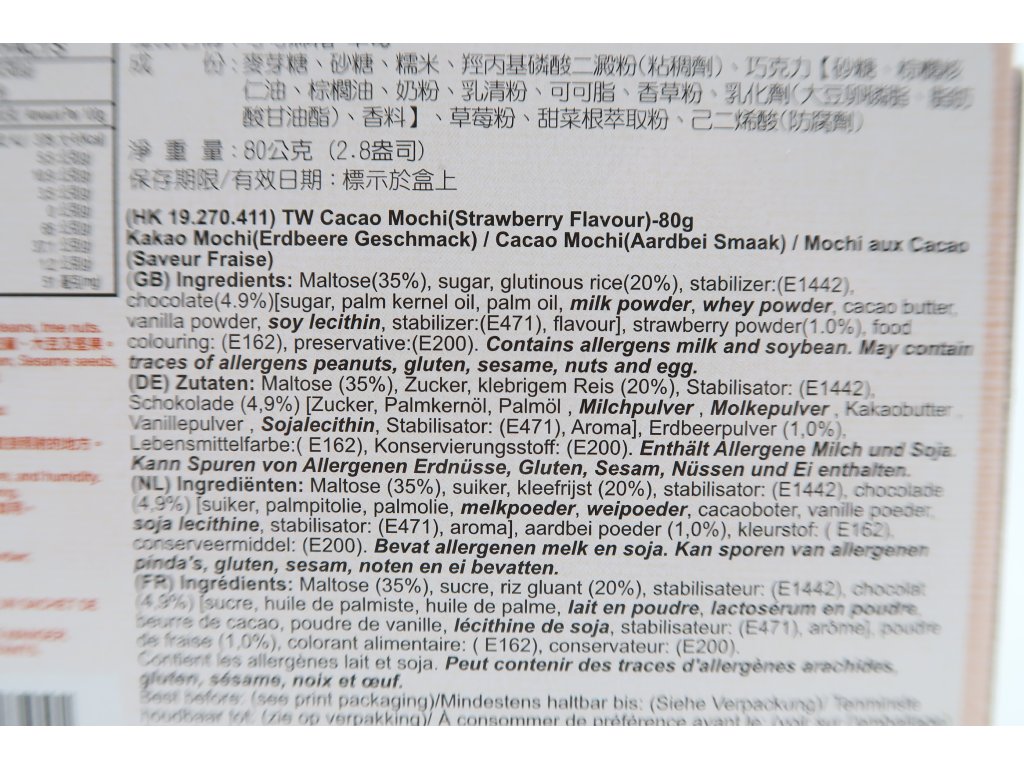 份:麥芽糖、砂糖、糯米、羥丙基磷酸二澱粉(粘稠劑)、巧克力【砂糖、棕櫚核
仁油、棕櫚油、奶粉、乳清粉、可可脂、香草粉、乳化劑(大豆卵磷脂、脂肪
酸甘油酯)、香料】、草莓粉、甜菜根萃取粉、己二烯酸(防腐劑)
淨 重 量:80公克 (2.8盎司)
保存期限/有效日期:標示於盒上
(HK 19.270.411) TW Cacao Mochi(Strawberry Flavour)-80g
Kakao Mochi(Erdbeere Geschmack) / Cacao Mochi(Aardbei Smaak) / Mochi aux Cacao
(Saveur Fraise)
(GB) Ingredients: Maltose(35%), sugar, glutinous rice(20%), stabilizer:(E1442),
chocolate(4.9%)[sugar, palm kernel oil, palm oil, milk powder, whey powder, cacao butter,
vanilla powder, soy lecithin, stabilizer:(E471), flavour], strawberry powder(1.0%), food
colouring: (E162), preservative:(E200). Contains allergens milk and soybean. May contain
traces of allergens peanuts, gluten, sesame, nuts and egg.
(DE) Zutaten: Maltose (35%), Zucker, klebrigem Reis (20%), Stabilisator: (E1442),
Schokolade (4,9%) [Zucker, Palmkernöl, Palmöl , Milchpulver , Molkepulver , Kakaobutter ,
Vanillepulver , Sojalecithin, Stabilisator: (E471), Aroma], Erdbeerpulver (1,0%),
Lebensmittelfarbe:( E162), Konservierungsstoff: (E200). Enthält Allergene Milch und Soja.
Kann Spuren von Allergenen Erdnüsse, Gluten, Sesam, Nüssen und Ei enthalten.
(NL) Ingrediënten: Maltose (35%), suiker, kleefrijst (20%), stabilisator: (E1442), chocolade
(4,9%) [suiker, palmpitolie, palmolie, melkpoeder, weipoeder, cacaoboter, vanille poeder,
soja lecithine, stabilisator: (E471), aroma], aardbei poeder (1,0%), kleurstof: ( E162),
conserveermiddel: (E200). Bevat allergenen melk en soja. Kan sporen van allergenen
pinda's, gluten, sesam, noten en ei bevatten.
(FR) Ingrédients: Maltose (35%), sucre, riz gluant (20%), stabilisateur: (E1442), chocolat
(4,9%) [sucre, huile de palmiste, huile de palme, lait en poudre, lactosérum en poudre,
beurre de cacao, poudre de vanille, lécithine de soja, stabilisateur: (E471), arôme], poudre
de fraise (1,0%), colorant alimentaire: ( E162), conservateur: (E200).
Contient les allergènes lait et soja. Peut contenir des traces d'allergènes arachides,
gluten, sésame, noix et œuf.
Best before: (see print packaging)/Mindestens haltbar bis: (Siehe Verpackung)/ Tenminste
houdbaar tot: (zie op verpakking)/ À consommer de préférence avant le: (voir sur l'emballage)